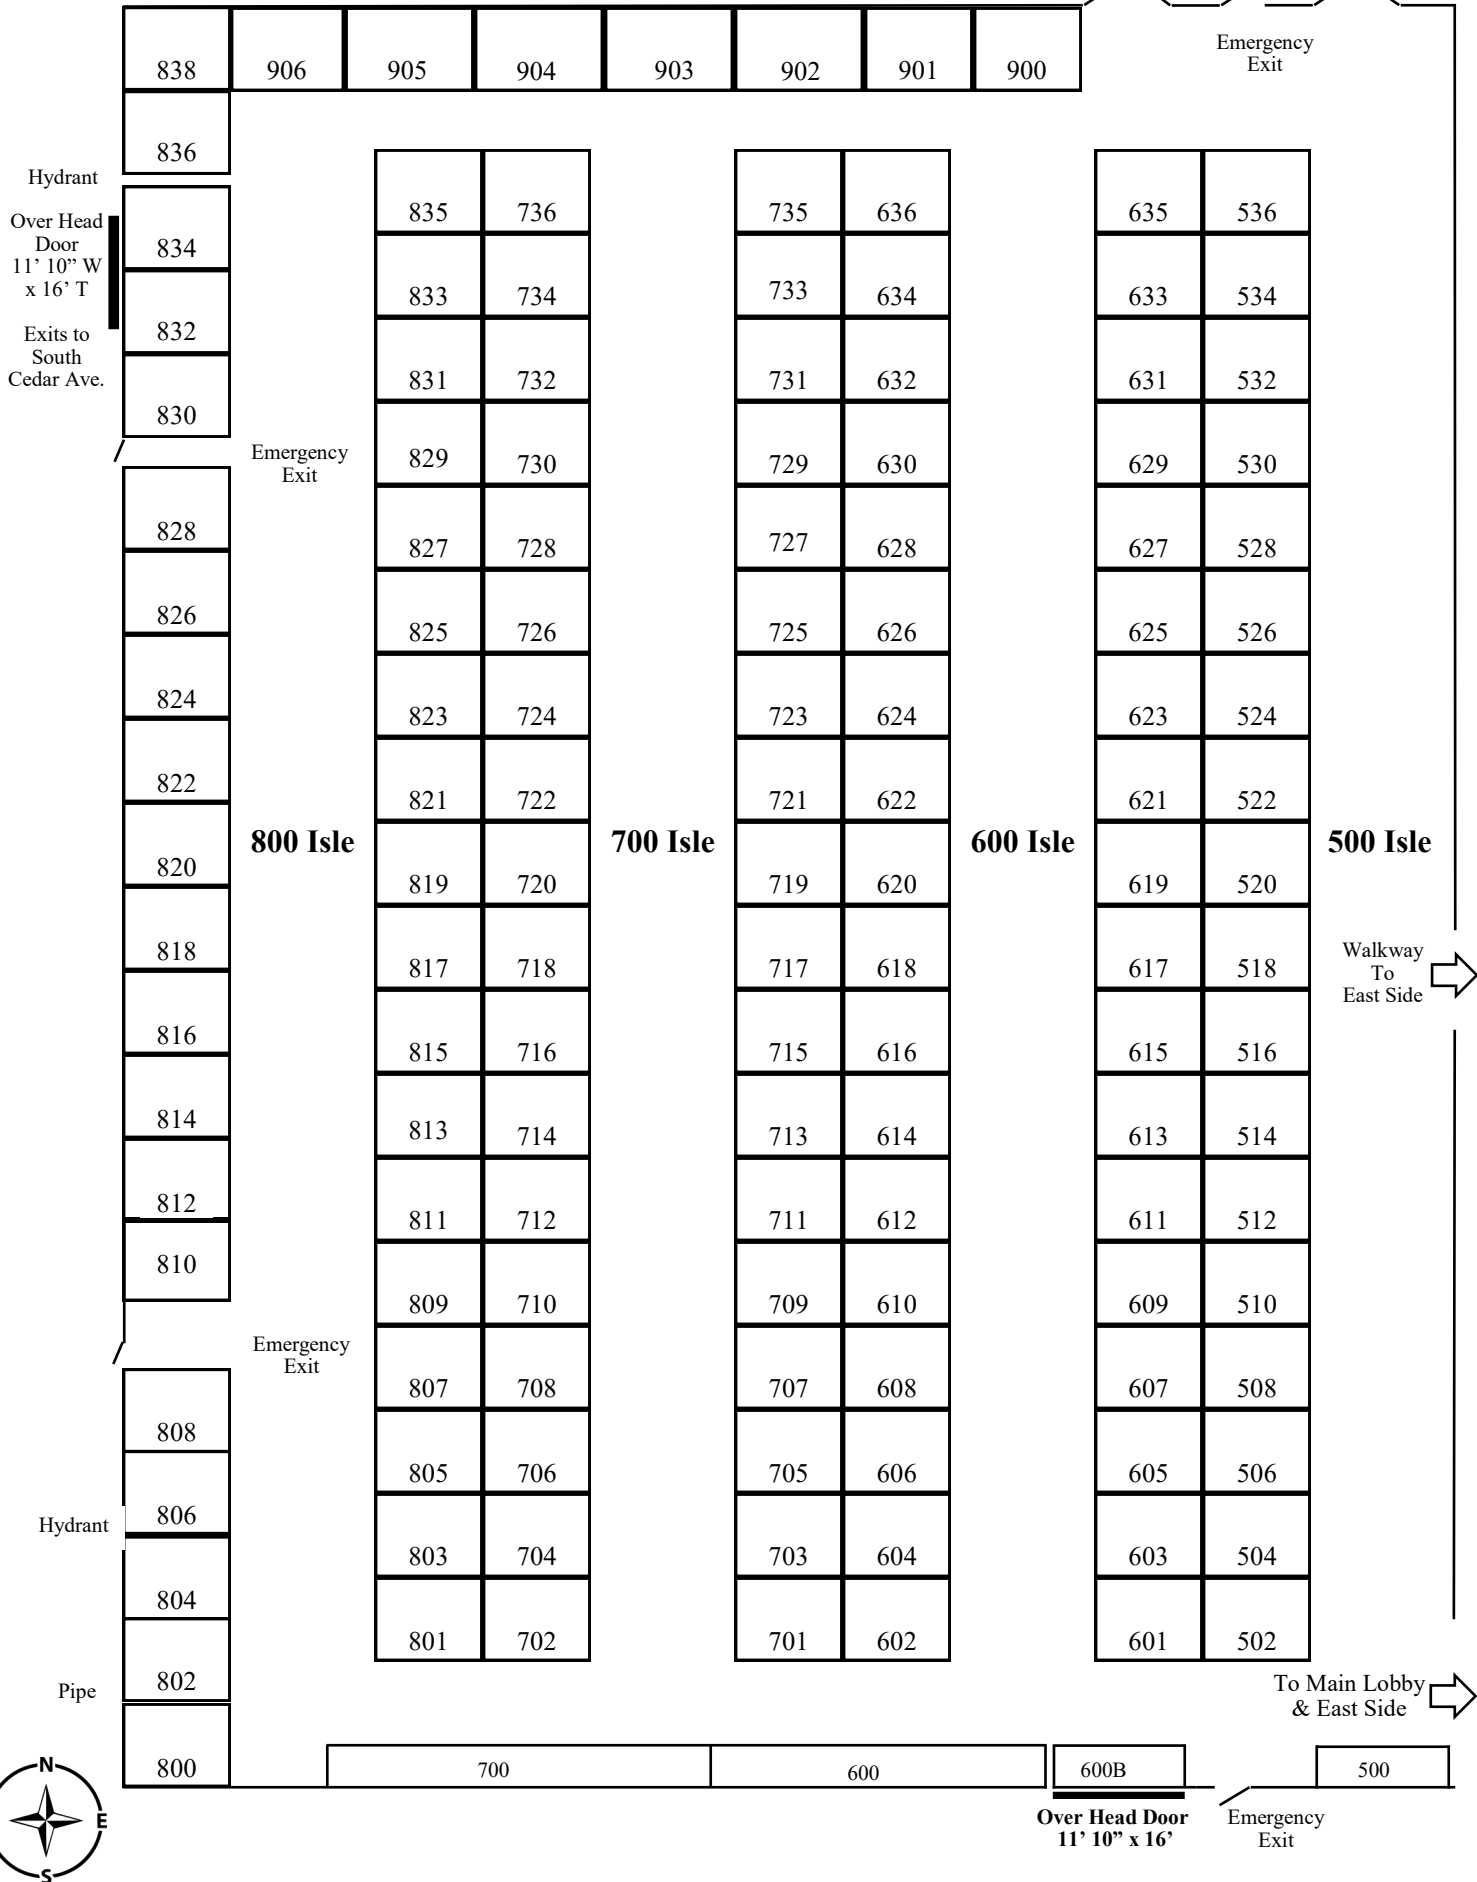 838 906 905 904 903 902 901 900
Emergency
Exit
836
Hydrant
835 736 735 636 635 536
Over Head
Door
11’ 10” W
x 16’ T
834
833 734 733 634 633 534
Exits to
South
Cedar Ave.
832
831 732 731 632 631 532
830
Emergency
Exit
829 730 729 630 629 530
828
827 728 727 628 627 528
826
825 726 725 626 625 526
824
823 724 723 624 623 524
822
821 722 721 622 621 522
800 Isle 700 Isle 600 Isle 500 Isle
820
819 720 719 620 619 520
818
817 718 717 618 617 518
Walkway
To
East Side
816
815 716 715 616 615 516
814
813 714 713 614 613 514
812
811 712 711 612 611 512
810
809 710 709 610 609 510
Emergency
Exit
807 708 707 608 607 508
808
805 706 705 606 605 506
806
Hydrant
803 704 703 604 603 504
804
801 702 701 602 601 502
802
Pipe
To Main Lobby
& East Side
800 700 600 600B 500
N
E
S
Over Head Door
11’ 10” x 16’
Emergency
Exit